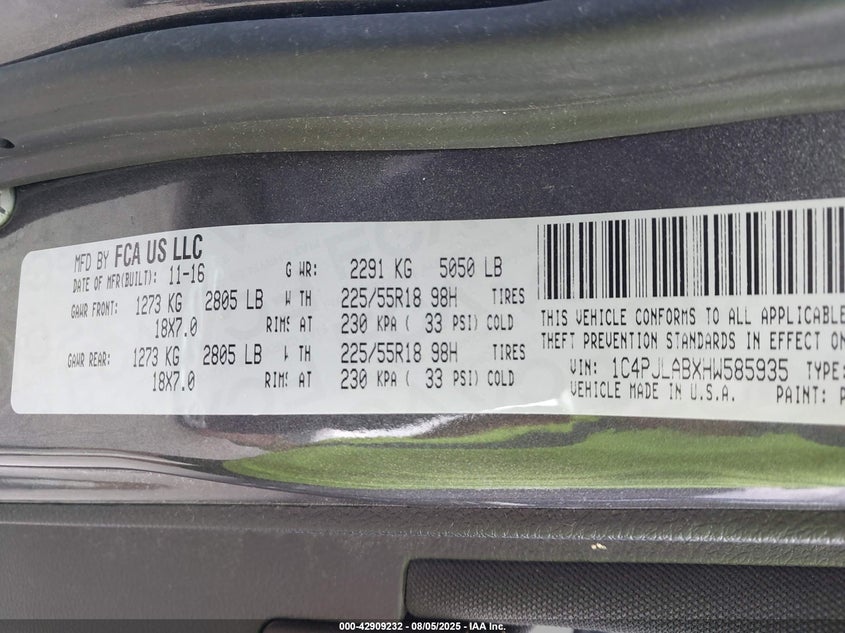 MFD BY FCA US LLC
DATE OF MFR(BUILT): 11-16
G WR: 2291 KG 5050 LB
GAWR FRONT: 1273 KG 2805 LB W TH 225/55R18 98H TIRES
18X7.0 RIMS AT 230 KPA ( 33 PSI) COLD
GAWR REAR: 1273 KG 2805 LB TH 225/55R18 98H TIRES
18X7.0 RIMS AT 230 KPA ( 33 PSI) COLD
THIS VEHICLE CONFORMS TO ALL APPLICABLE
THEFT PREVENTION STANDARDS IN EFFECT ON
VIN: 1C4PJLABXHW585935 TYPE:
VEHICLE MADE IN U.S.A. PAINT: P
000-42909232 - 08/05/2025 - IAA Inc.